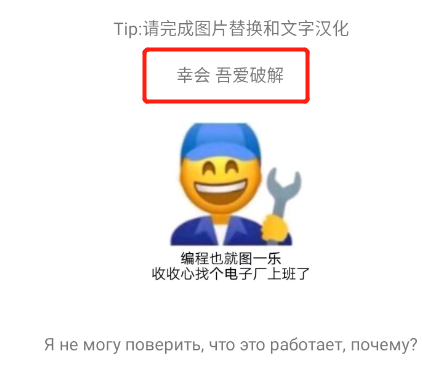 Tip:请完成图片替换和文字汉化
幸会 吾爱破解
编程也就图一乐
收收心找个电子厂上班了
Я не могу поверить, что это работает, почему?